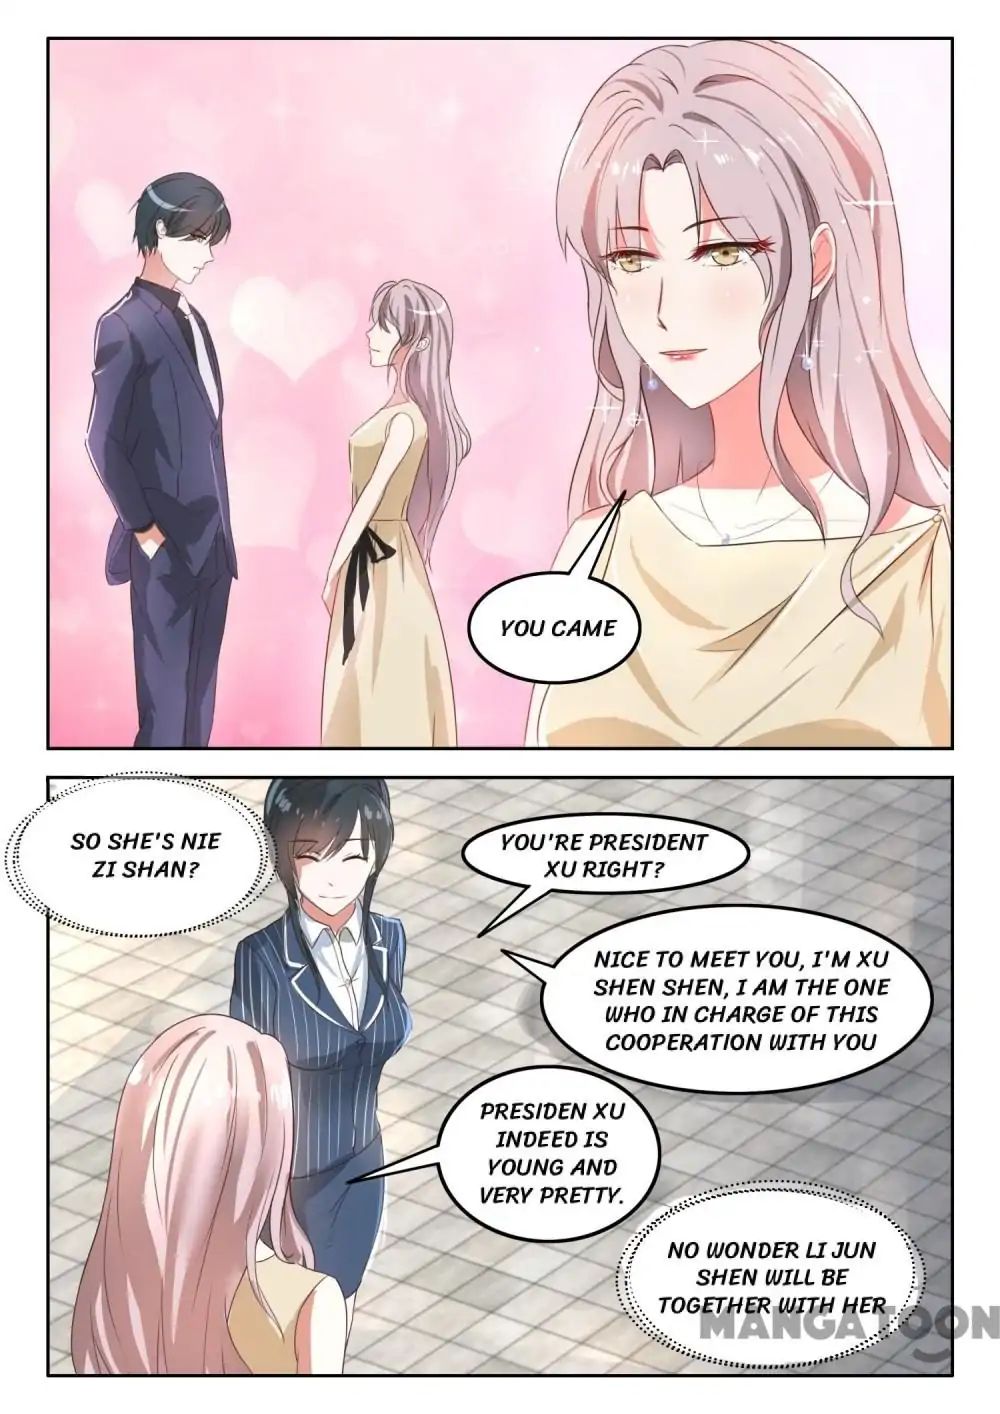 YOU CAME
SO SHE'S NIE
ZI SHAN?
YOU'RE PRESIDENT
XU RIGHT?
NICE TO MEET YOU, I'M XU
SHEN SHEN, I AM THE ONE
WHO IN CHARGE OF THIS
COOPERATION WITH YOU
PRESIDEN XU
INDEED IS
YOUNG AND
VERY PRETTY.
NO WONDER LI JUN
SHEN WILL BE
TOGETHER WITH HER
MANGATOON